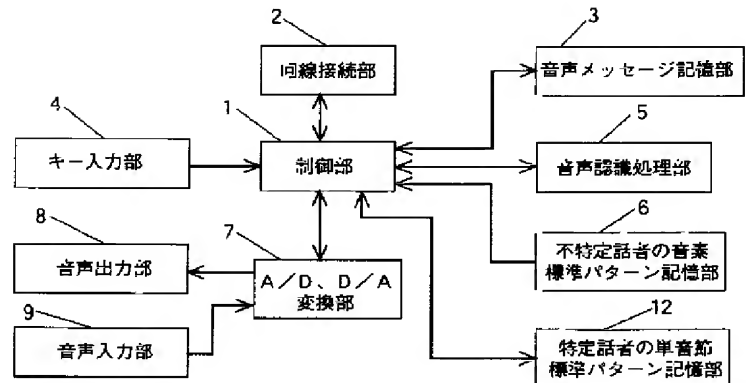 2
回線接続部
3
音声メッセージ記憶部
4
キー入力部
1
制御部
5
音声認識処理部
8
音声出力部
7
A/D、D/A
変換部
6
不特定話者の音素
標準パターン記憶部
9
音声入力部
12
特定話者の単音節
標準パターン記憶部